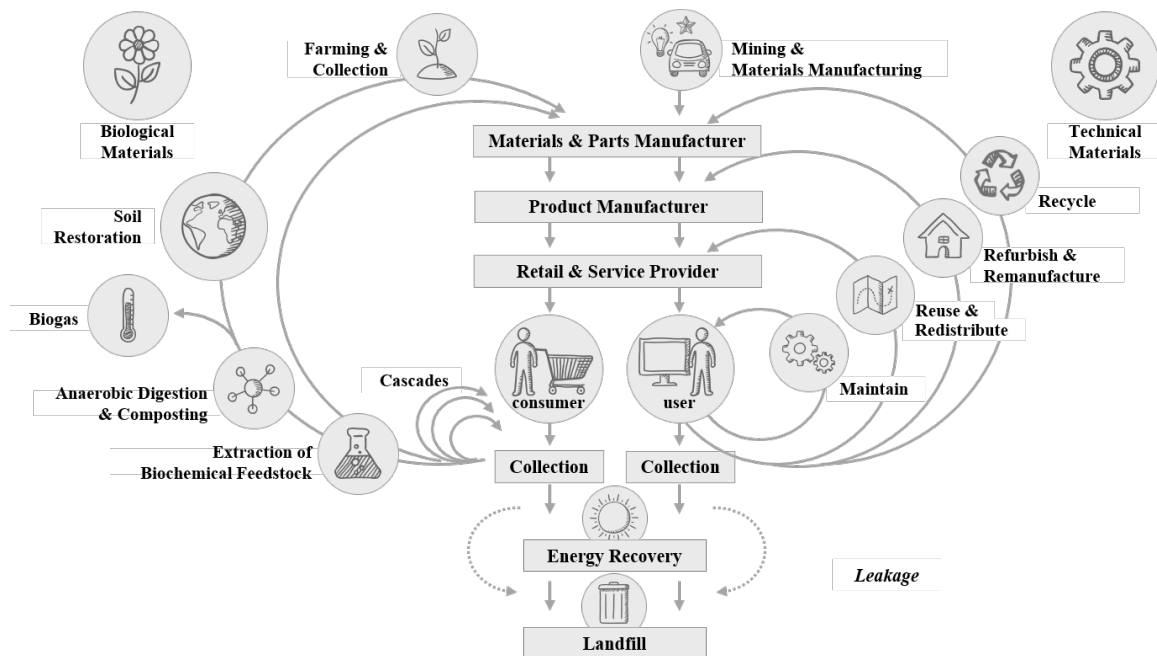 Farming &
Collection
Mining &
Materials Manufacturing
Biological
Materials
Technical
Materials
Materials & Parts Manufacturer
Recycle
Product Manufacturer
Soil
Restoration
Refurbish &
Remanufacture
Retail & Service Provider
Biogas
Reuse &
Redistribute
Cascades
Maintain
Anaerobic Digestion
& Composting
consumer
user
Extraction of
Biochemical Feedstock
Collection
Collection
Energy Recovery
Leakage
Landfill